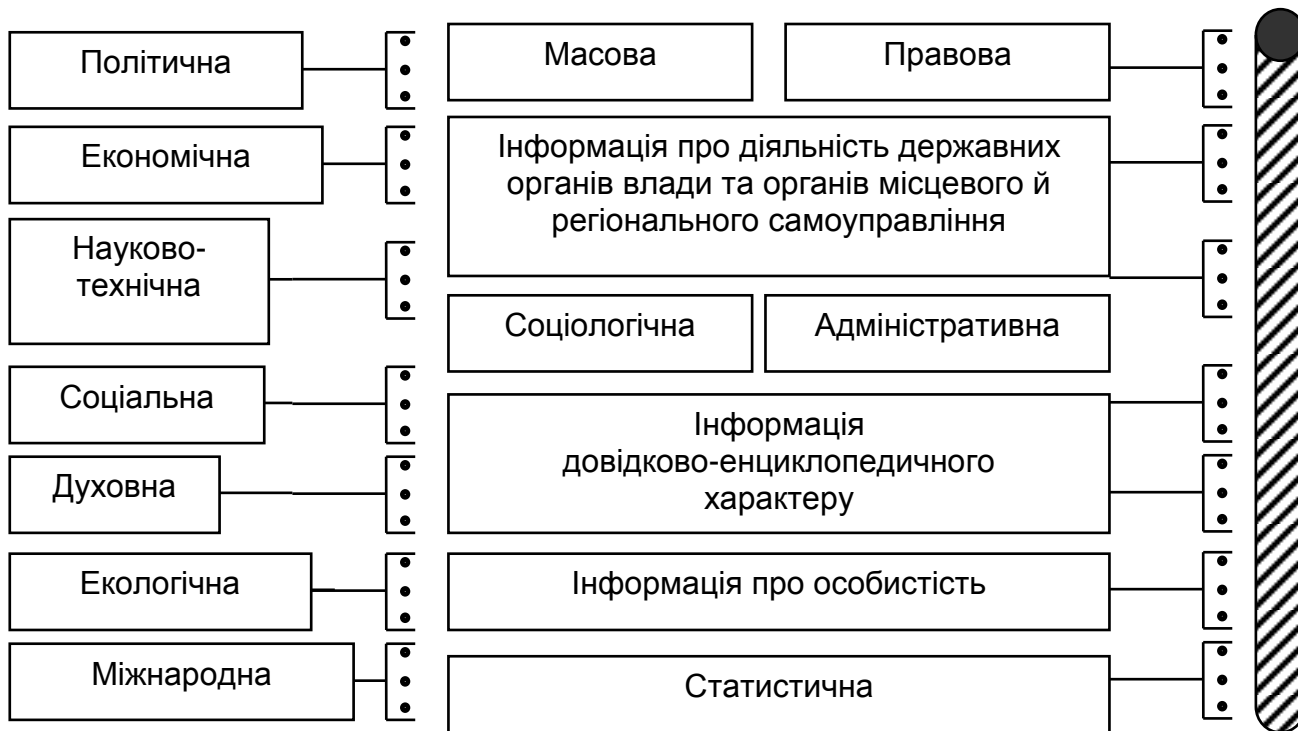 Політична
Економічна
Науково-
технічна
Соціальна
Духовна
Екологічна
Міжнародна
Масова
Правова
Інформація про діяльність державних
органів влади та органів місцевого й
регіонального самоуправління
Соціологічна
Адміністративна
Інформація
довідково-енциклопедичного
характеру
Інформація про особистість
Статистична